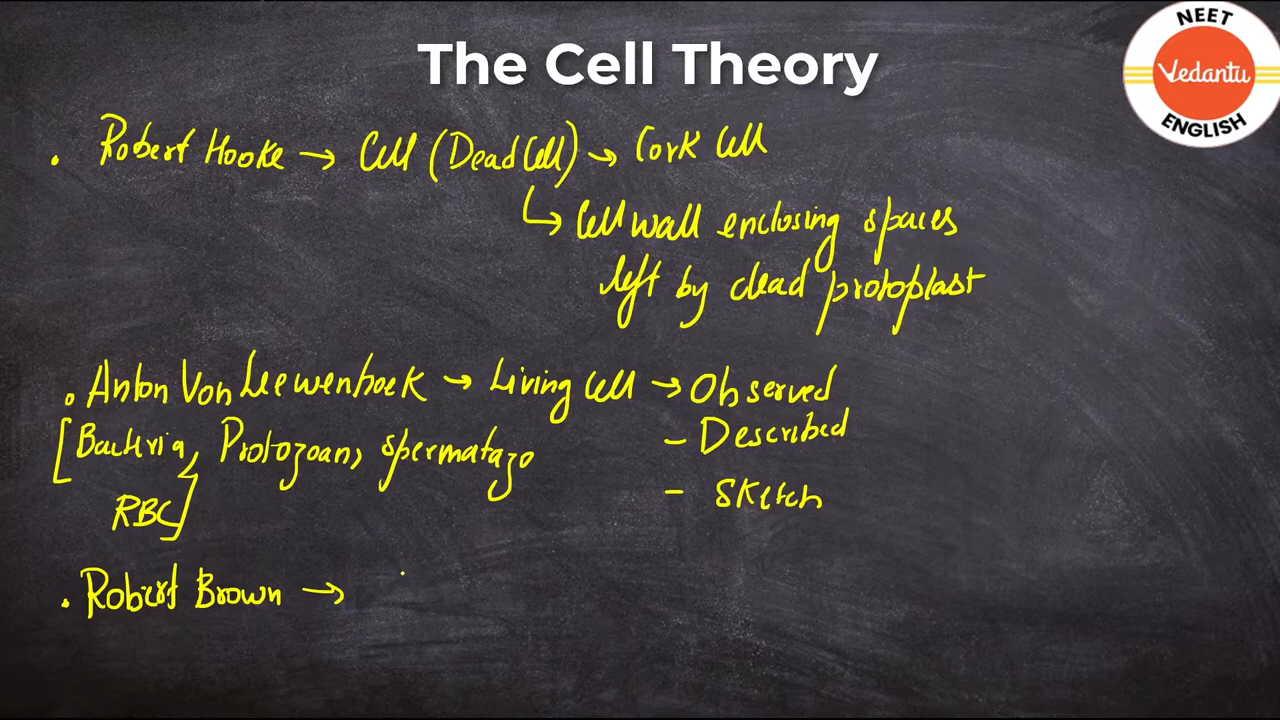 The Cell Theory
NEET
Vedantu
ENGLISH
. Robert Hooke → Cell (Dead Cell) → Cork Cell
↳ Cell wall enclosing spaces
left by dead protoplast
. Anton Von Leewenhoek → Living Cell → Observed
[Bacteria, Protozoan, spermatazo
- Described
RBC]
- Sketch
. Robert Brown →